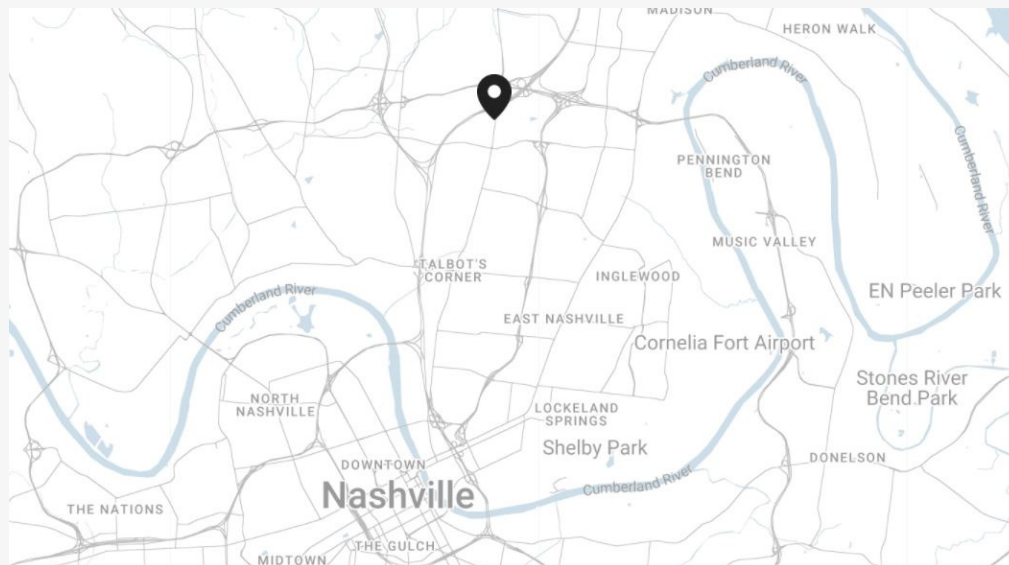 MADISON
HERON WALK
Cumberland River
Cumberland River
PENNINGTON
BEND
MUSIC VALLEY
TALBOT'S
CORNER
INGLEWOOD
EN Peeler Park
Cumberland River
EAST NASHVILLE
Cornelia Fort Airport
Stones River
Bend Park
NORTH
NASHVILLE
LOCKELAND
SPRINGS
Shelby Park
DONELSON
DOWNTOWN
Cumberland River
Nashville
THE NATIONS
THE GULCH
MIDTOWN